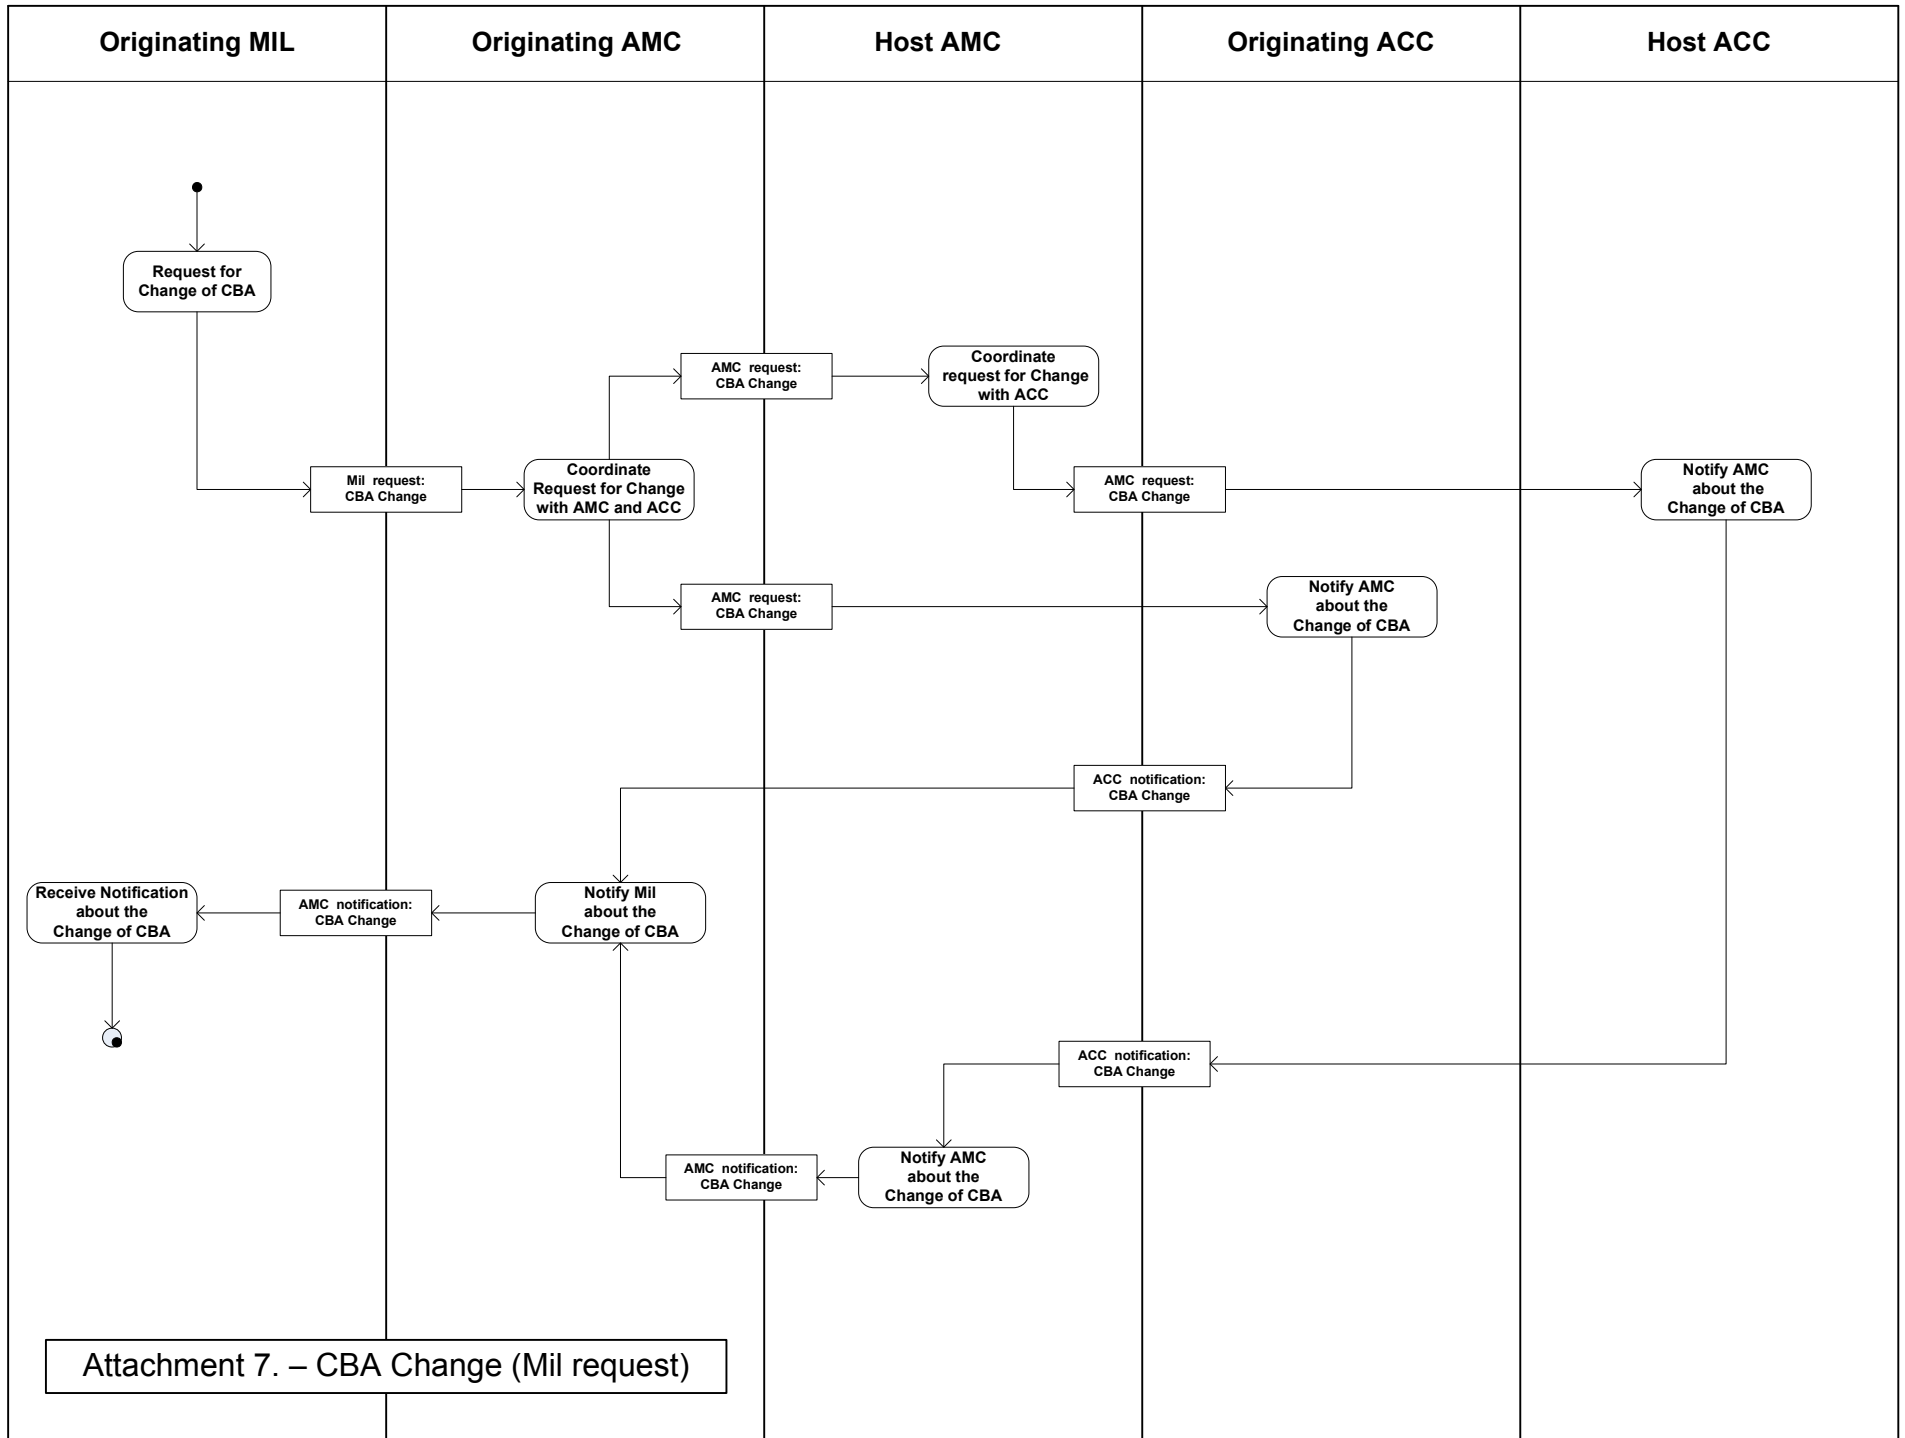 Originating MIL
Originating AMC
Host AMC
Originating ACC
Host ACC
Request for
Change of CBA
AMC request:
CBA Change
Coordinate
request for Change
with ACC
Mil request:
CBA Change
Coordinate
Request for Change
with AMC and ACC
AMC request:
CBA Change
Notify AMC
about the
Change of CBA
AMC request:
CBA Change
Notify AMC
about the
Change of CBA
ACC notification:
CBA Change
Receive Notification
about the
Change of CBA
AMC notification:
CBA Change
Notify Mil
about the
Change of CBA
ACC notification:
CBA Change
AMC notification:
CBA Change
Notify AMC
about the
Change of CBA
Attachment 7. – CBA Change (Mil request)